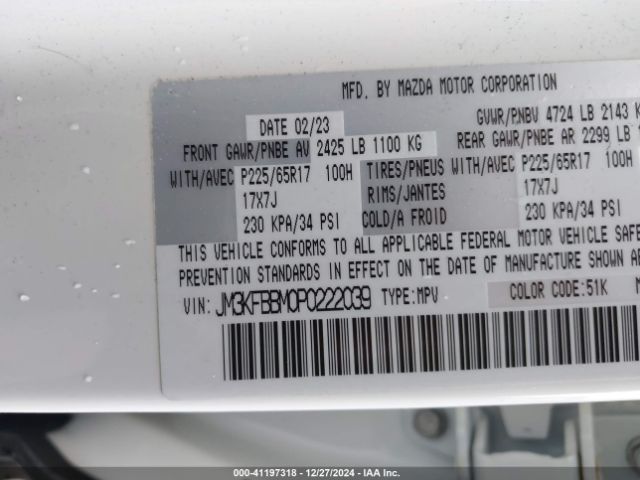 MFD. BY MAZDA MOTOR CORPORATION
DATE 02/23 GVWR/PNBV 4724 LB 2143 K
FRONT GAWR/PNBE AV 2425 LB 1100 KG REAR GAWR/PNBE AR 2299 LB
WITH/AVEC P225/65R17 100H TIRES/PNEUS WITH/AVEC P225/65R17 100H
17X7J RIMS/JANTES 17X7J
230 KPA/34 PSI COLD/A FROID 230 KPA/34 PSI
THIS VEHICLE CONFORMS TO ALL APPLICABLE FEDERAL MOTOR VEHICLE SAFE
PREVENTION STANDARDS IN EFFECT ON THE DATE OF MANUFACTURE SHOWN AB
VIN: JM3KFBBM0P0222039 TYPE: MPV COLOR CODE: 51K
000-41197318 - 12/27/2024 - IAA Inc.